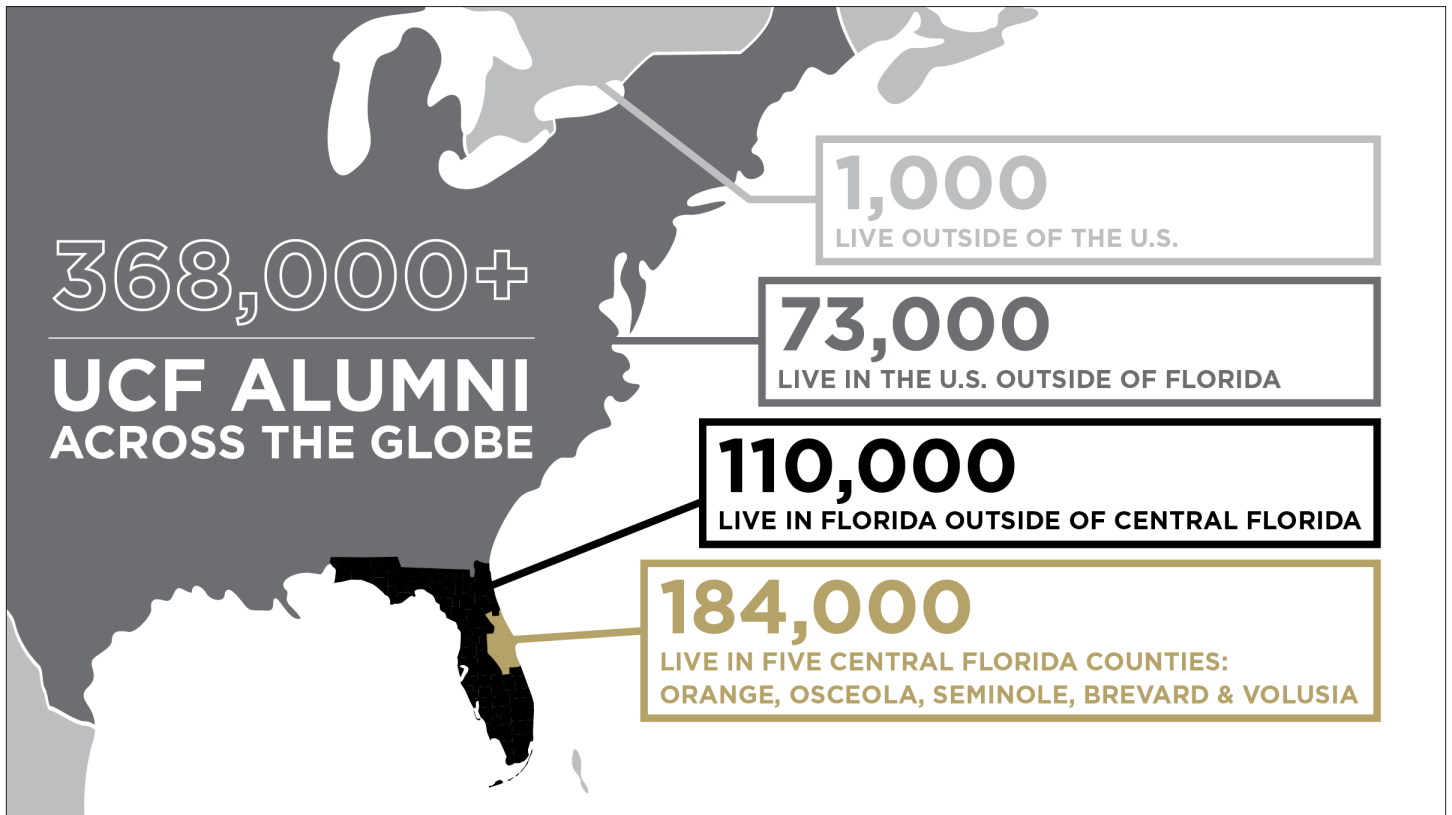 368,000+
UCF ALUMNI
ACROSS THE GLOBE
1,000
LIVE OUTSIDE OF THE U.S.
73,000
LIVE IN THE U.S. OUTSIDE OF FLORIDA
110,000
LIVE IN FLORIDA OUTSIDE OF CENTRAL FLORIDA
184,000
LIVE IN FIVE CENTRAL FLORIDA COUNTIES:
ORANGE, OSCEOLA, SEMINOLE, BREVARD & VOLUSIA